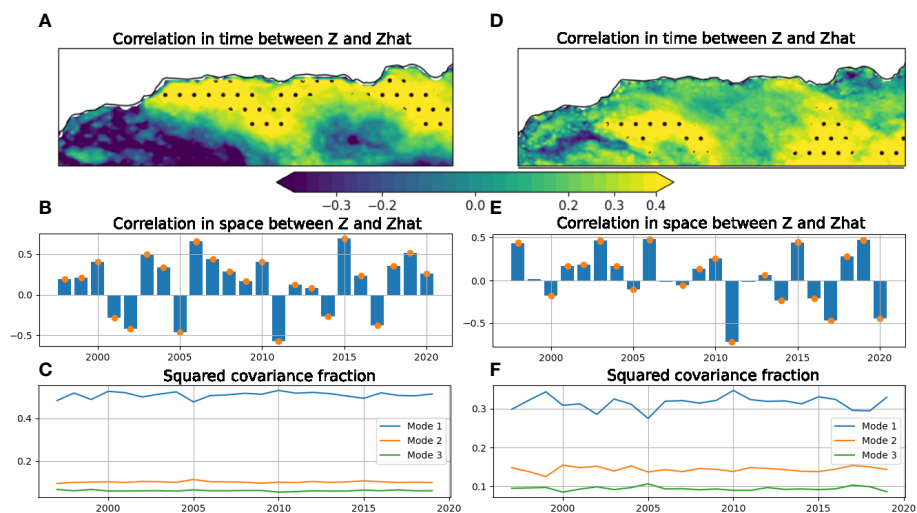 A
Correlation in time between Z and Zhat
D
Correlation in time between Z and Zhat
−0.3 −0.2 0.0 0.2 0.3 0.4
B
Correlation in space between Z and Zhat
0.5
0.0
−0.5
2000 2005 2010 2015 2020
E
Correlation in space between Z and Zhat
0.5
0.0
−0.5
2000 2005 2010 2015 2020
C
Squared covariance fraction
0.4
0.2
Mode 1
Mode 2
Mode 3
2000 2005 2010 2015 2020
F
Squared covariance fraction
0.3
0.2
0.1
Mode 1
Mode 2
Mode 3
2000 2005 2010 2015 2020